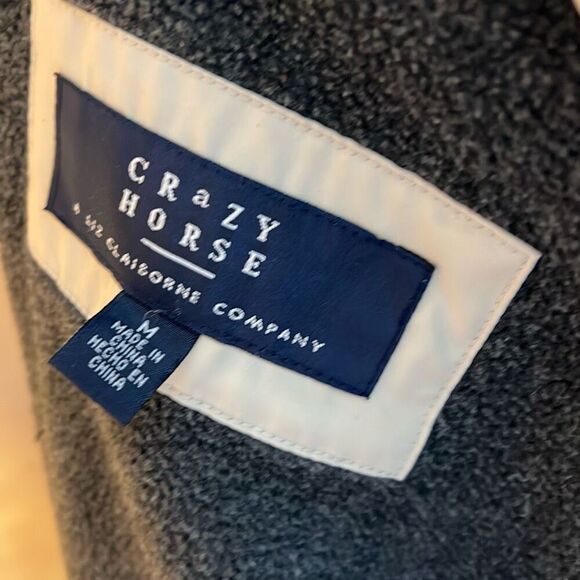 CRaZY
HORSE
A LIZ CLAIBORNE COMPANY
M
MADE IN
CHINA
HECHO EN
CHINA